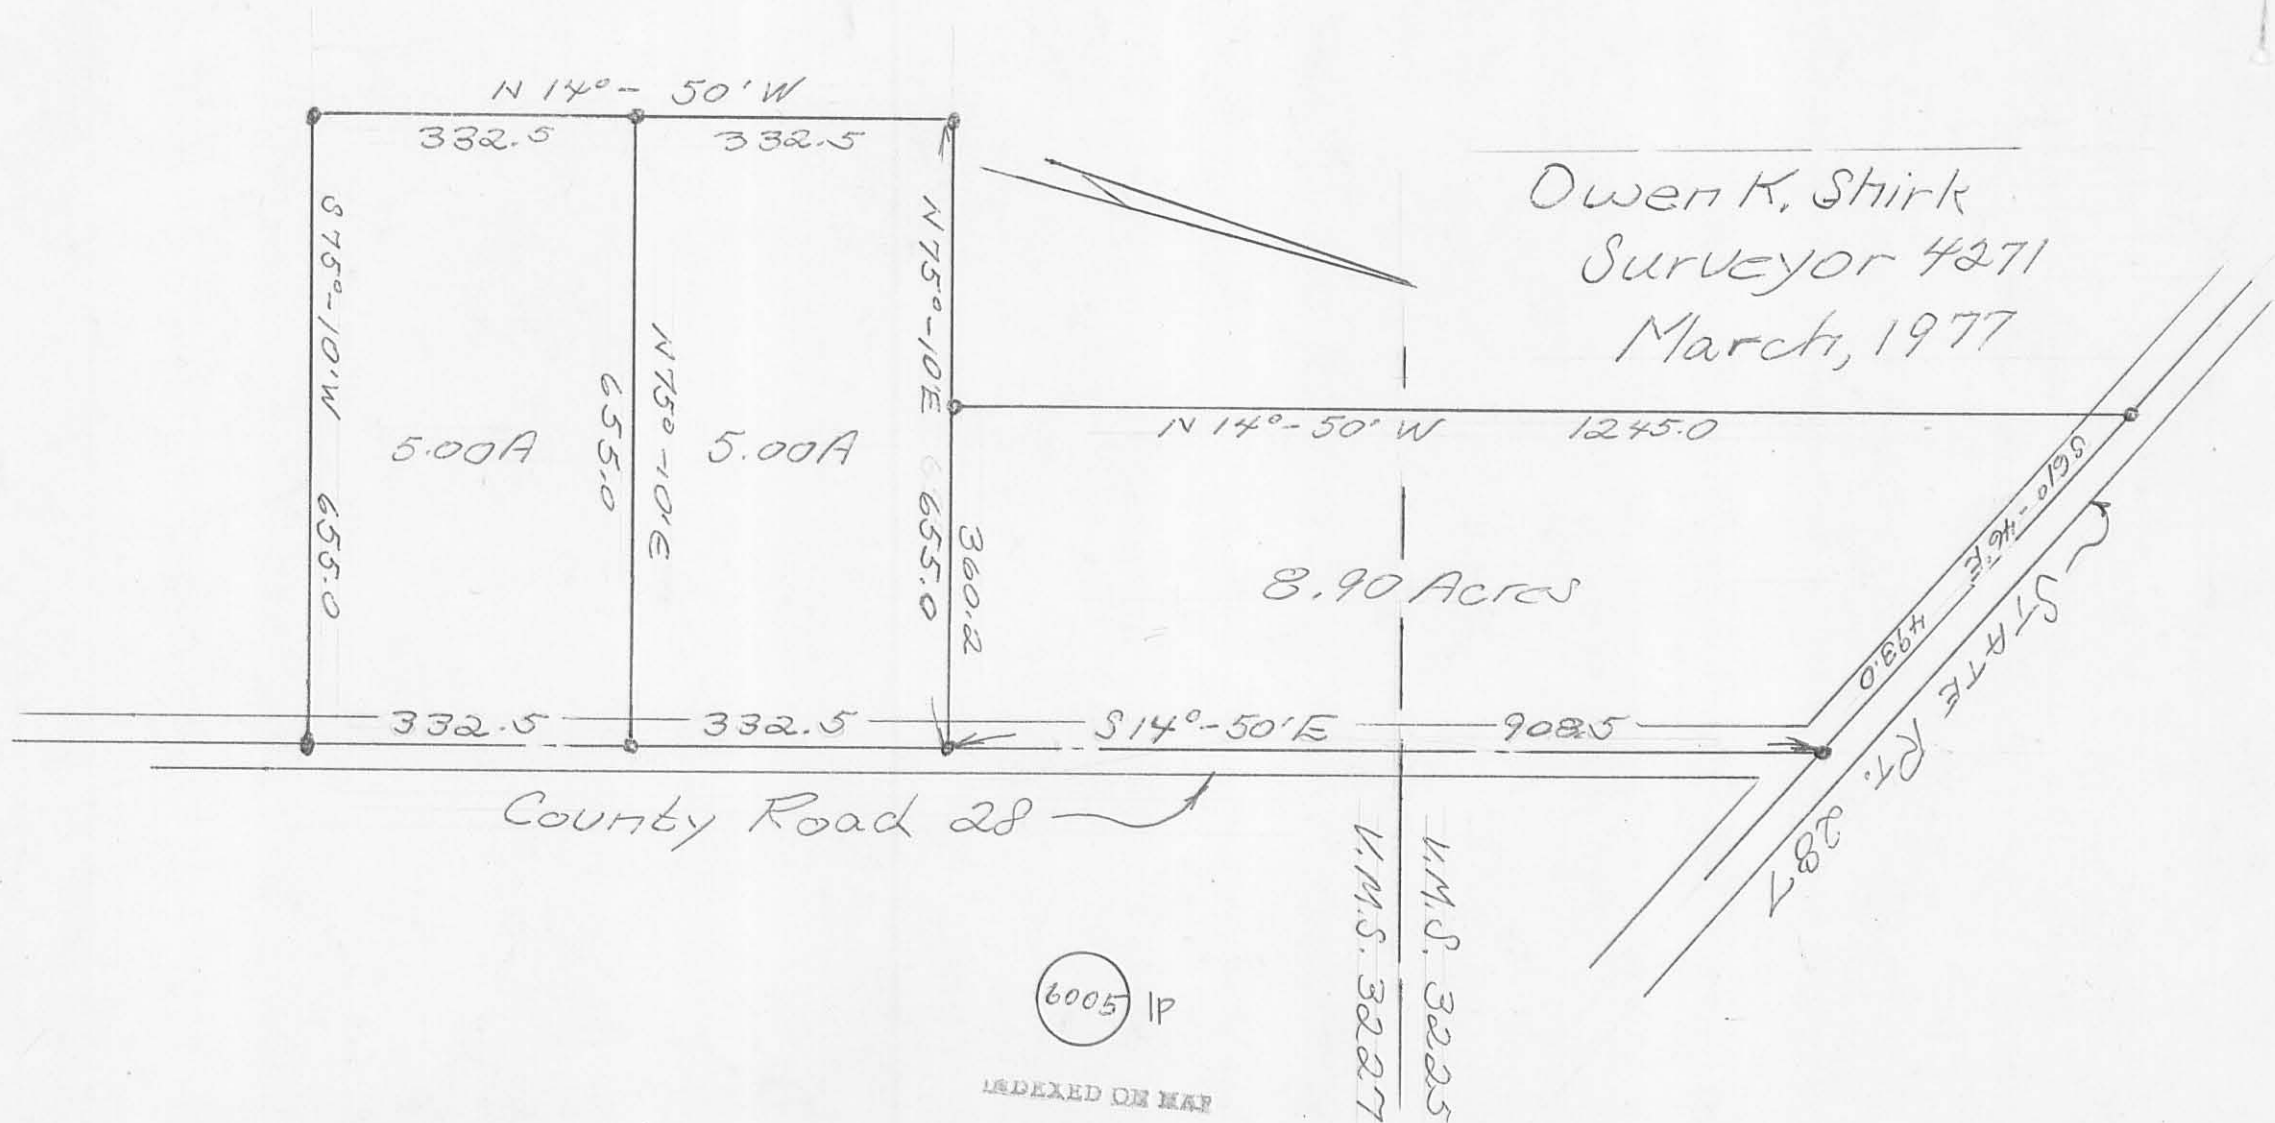 N 14°- 50' W
332.5
332.5
S 75°-10'W 655.0
N 75°-10'E
655.0
N 75°-10E 655.0
360.2
5.00A
5.00A
Owen K. Shirk
Surveyor 4271
March, 1977
N 14°-50' W 1245.0
S61°-46'E 493.0
8.90 Acres
STATE RT. 287
332.5
332.5
S 14°-50'E
908.5
County Road 28
V.M.S. 3227
V.M.S. 3225
6005 1P
INDEXED ON MAP